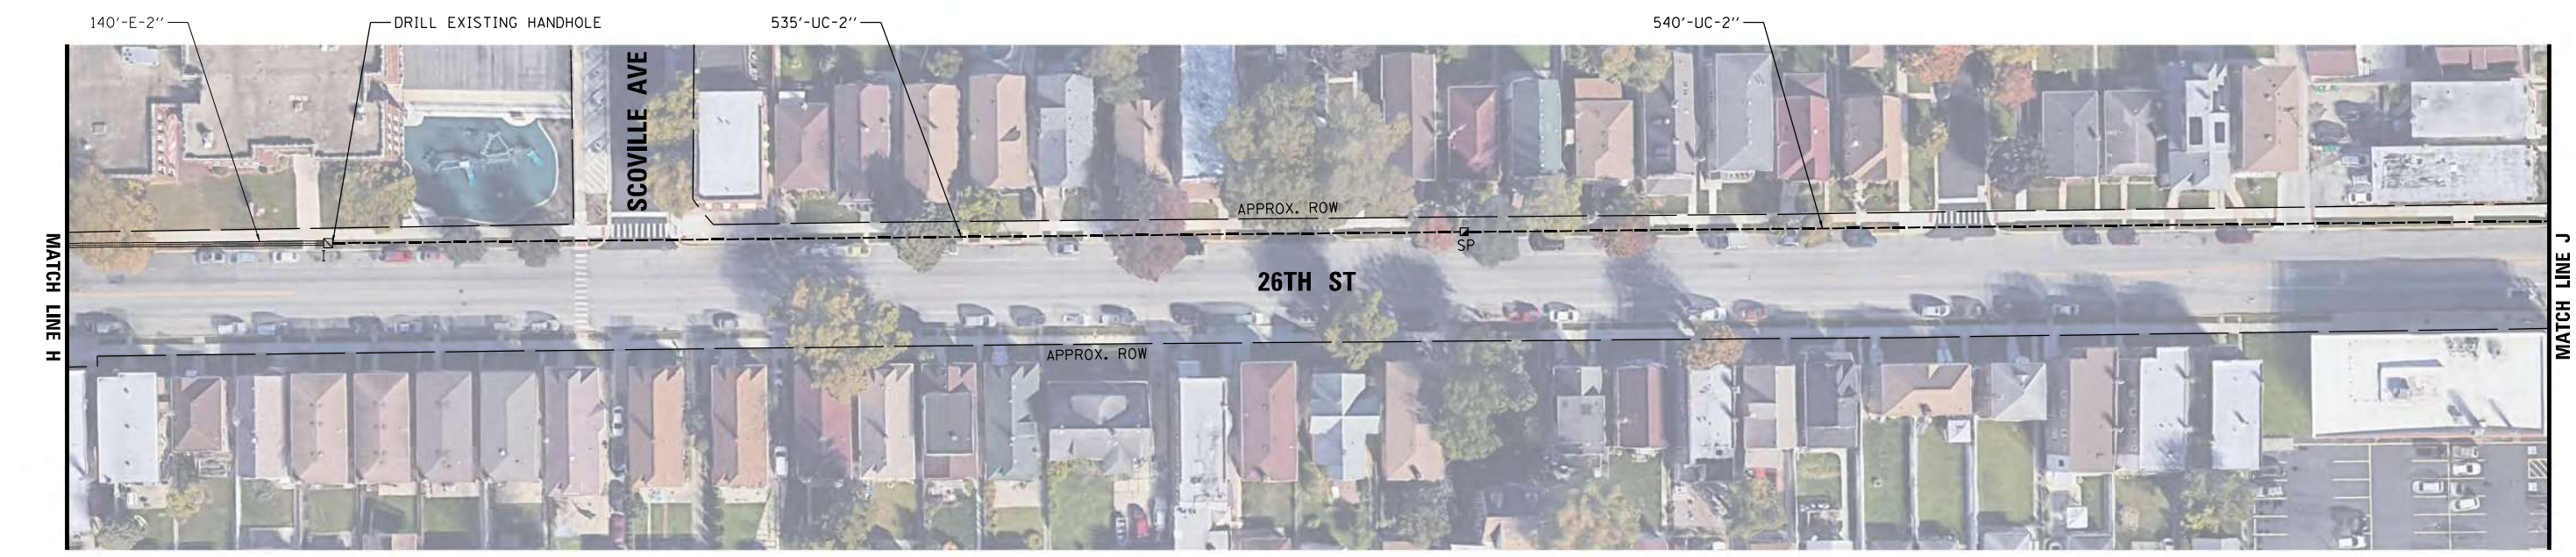 140'-E-2"
DRILL EXISTING HANDHOLE
535'-UC-2"
540'-UC-2"
SCOVILLE AVE
APPROX. ROW
MATCH LINE H
I
SP
26TH ST
MATCH LINE J
APPROX. ROW